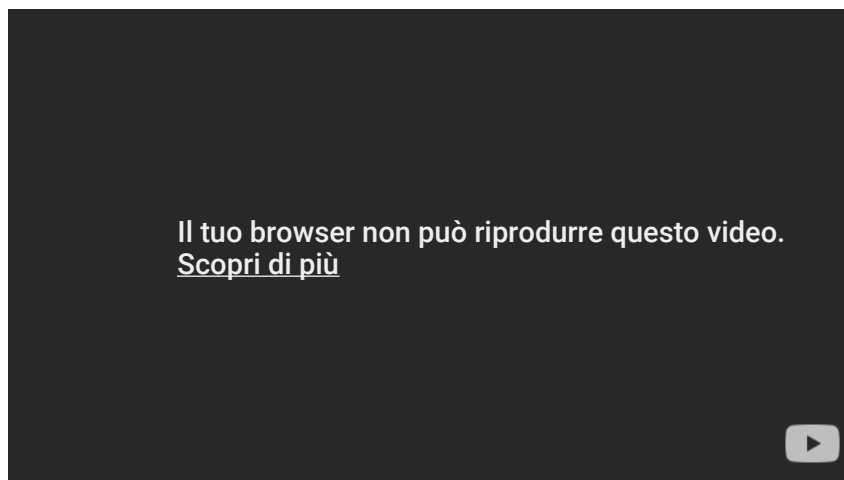 Il tuo browser non può riprodurre questo video.
Scopri di più